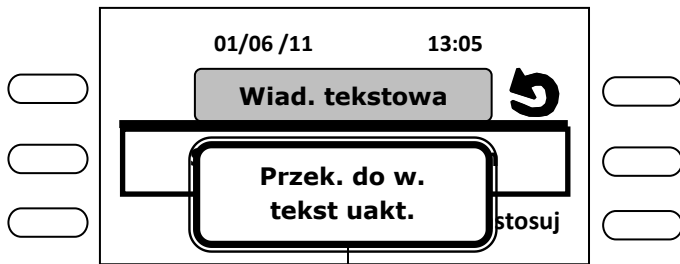 01/06 /11 13:05
Wiad. tekstowa
Przek. do w.
tekst uakt.
stosuj